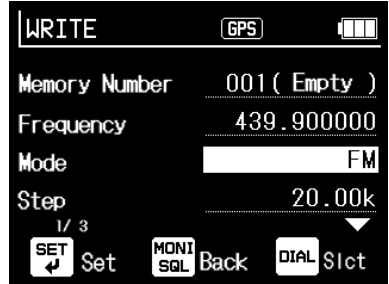 WRITE GPS
Memory Number 001( Empty )
Frequency 439.900000
Mode FM
Step 20.00k
1/ 3
SET Set MONI SQL Back DIAL Slct